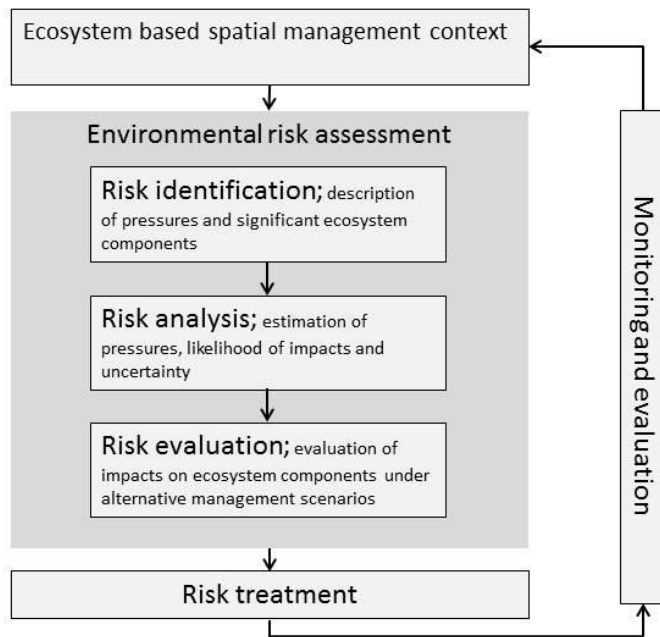 Ecosystem based spatial management context
Environmental risk assessment
Risk identification; description
of pressures and significant ecosystem
components
Risk analysis; estimation of
pressures, likelihood of impacts and
uncertainty
Risk evaluation; evaluation of
impacts on ecosystem components under
alternative management scenarios
Risk treatment
Monitoring and evaluation